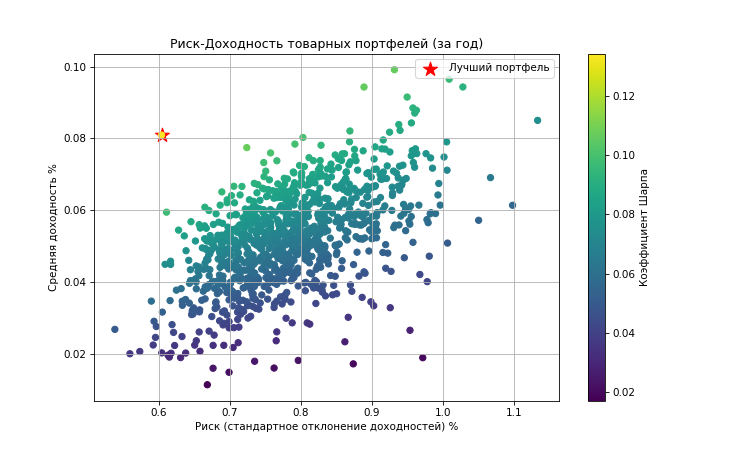 Риск-Доходность товарных портфелей (за год)
Лучший портфель
0.10
0.08
0.06
0.04
0.02
Средняя доходность %
0.6 0.7 0.8 0.9 1.0 1.1
Риск (стандартное отклонение доходностей) %
0.12
0.10
0.08
0.06
0.04
0.02
Коэффициент Шарпа